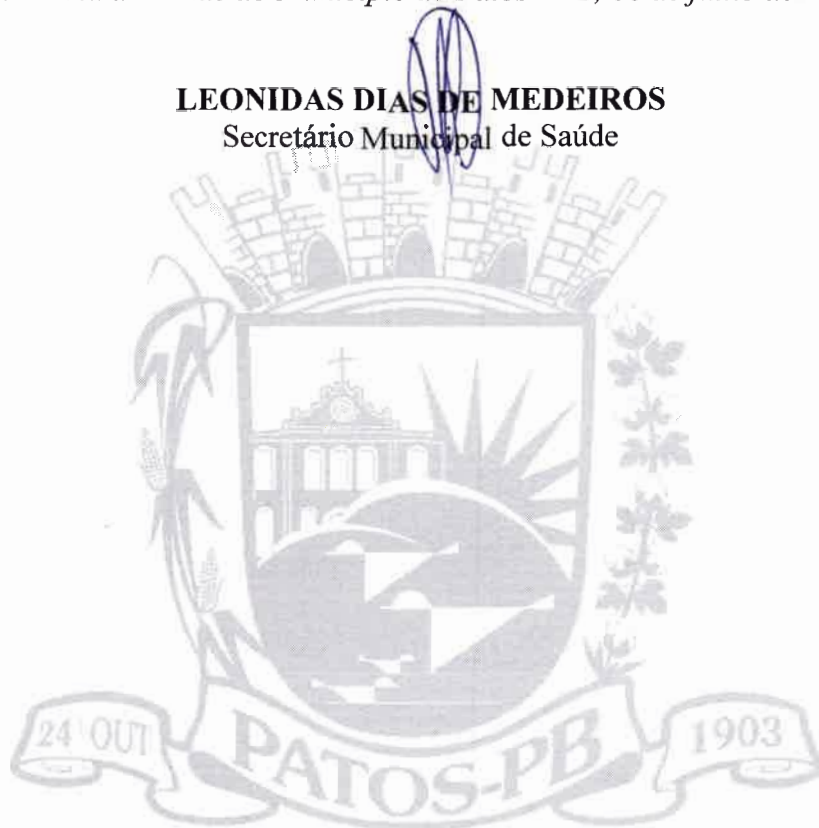 LEONIDAS DIAS DE MEDEIROS
Secretário Municipal de Saúde
24 OUT
PATOS-PB
1903